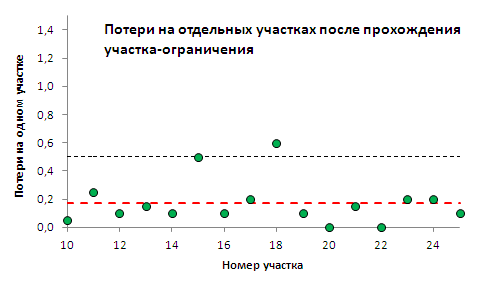 Потери на отдельных участках после прохождения
участка-ограничения
Потери на одном участке
1,4
1,2
1,0
0,8
0,6
0,4
0,2
0,0
10 12 14 16 18 20 22 24
Номер участка